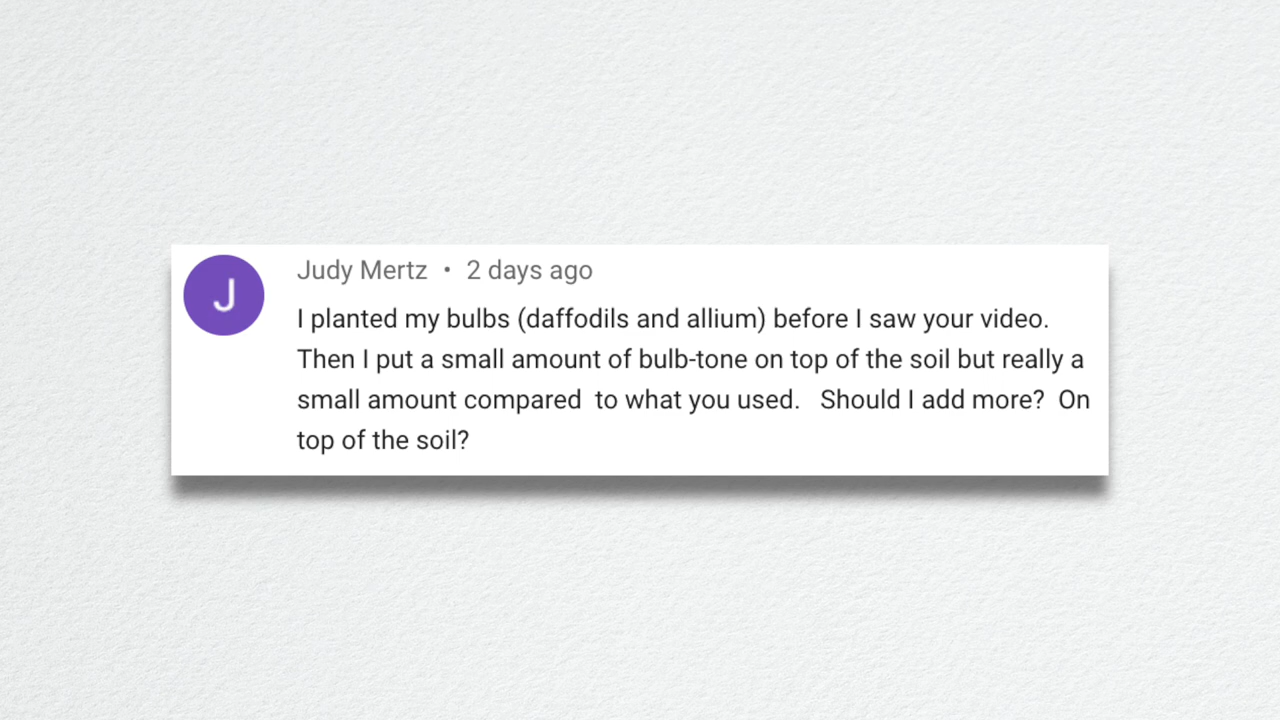 J
Judy Mertz • 2 days ago
I planted my bulbs (daffodils and allium) before I saw your video.
Then I put a small amount of bulb-tone on top of the soil but really a
small amount compared  to what you used.   Should I add more?  On
top of the soil?